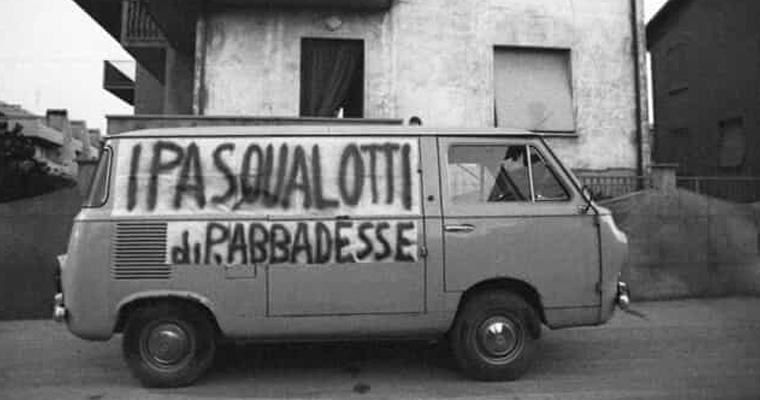 I PASQUALOTTI
di P. ABBADESSE